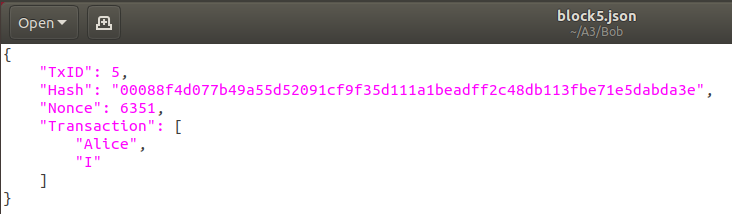 Open
block5.json
~/A3/Bob
{
    "TxID": 5,
    "Hash": "00088f4d077b49a55d52091cf9f35d111a1beadff2c48db113fbe71e5dabda3e",
    "Nonce": 6351,
    "Transaction": [
        "Alice",
        "I"
    ]
}